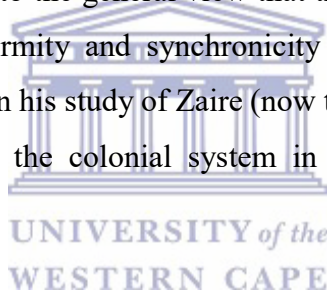 to the general view that a
rmity and synchronicity
n his study of Zaire (now t
the colonial system in
UNIVERSITY of the
WESTERN CAPE